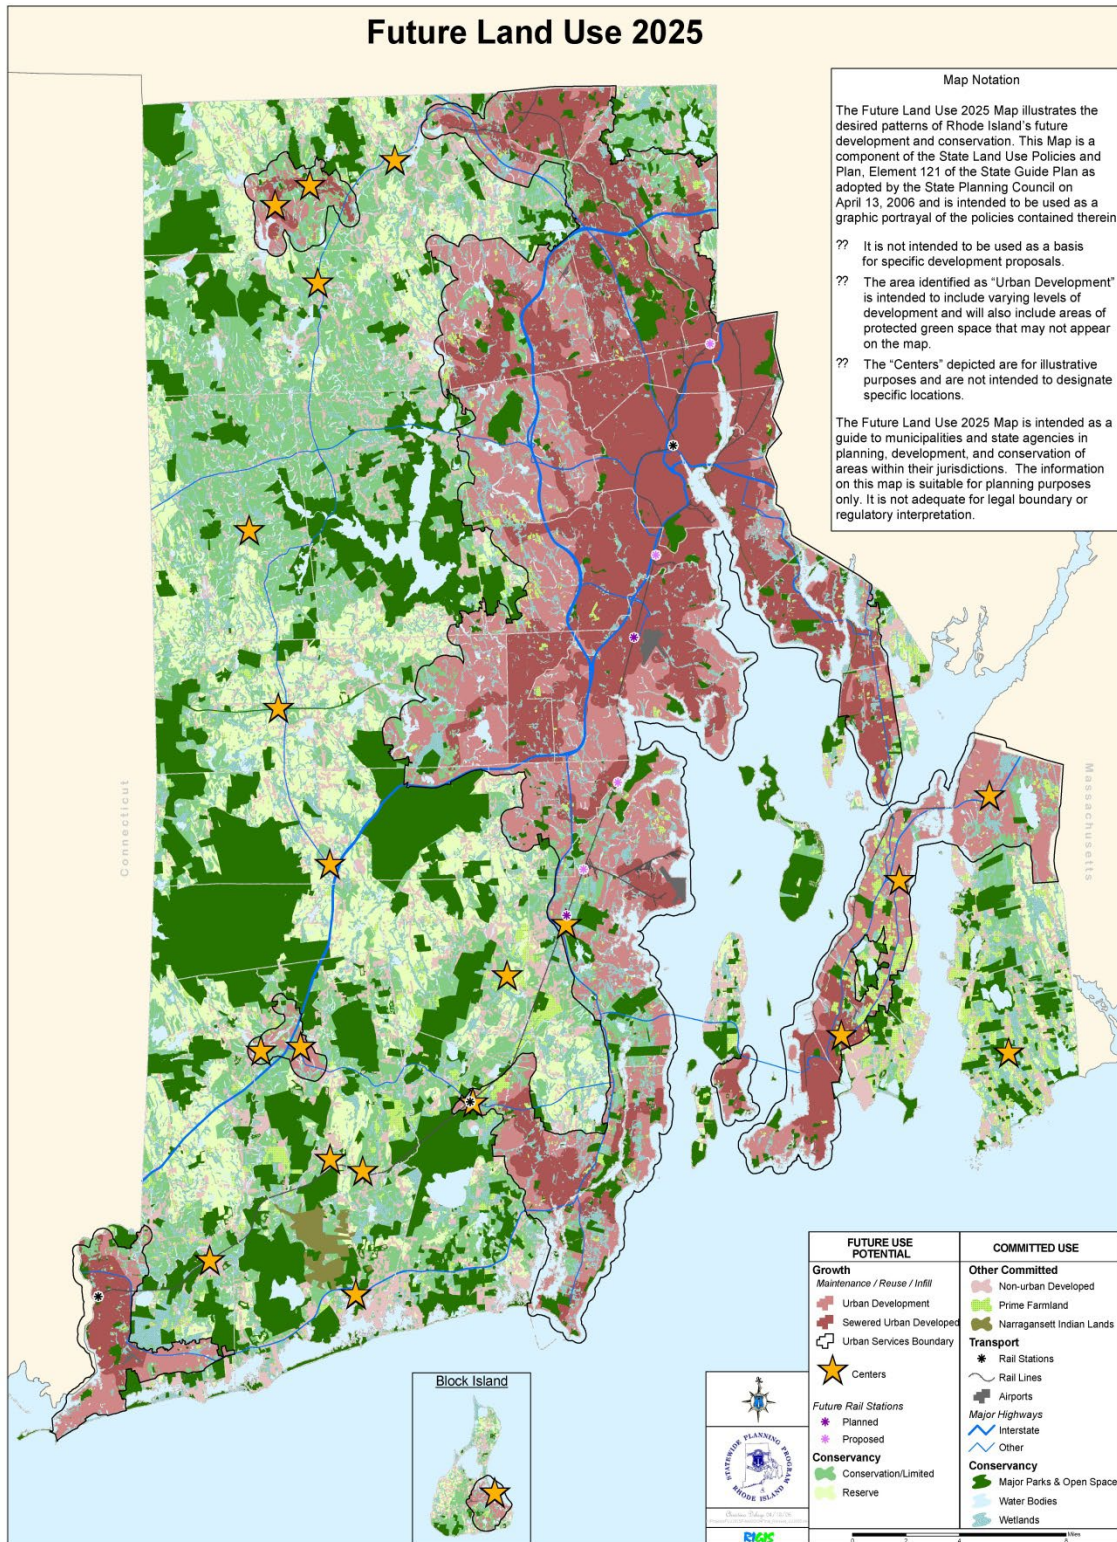 Future Land Use 2025
Map Notation
The Future Land Use 2025 Map illustrates the
desired patterns of Rhode Island's future
development and conservation. This Map is a
component of the State Land Use Policies and
Plan, Element 121 of the State Guide Plan as
adopted by the State Planning Council on
April 13, 2006 and is intended to be used as a
graphic portrayal of the policies contained therein
?? It is not intended to be used as a basis
for specific development proposals.
?? The area identified as "Urban Development"
is intended to include varying levels of
development and will also include areas of
protected green space that may not appear
on the map.
?? The "Centers" depicted are for illustrative
purposes and are not intended to designate
specific locations.
The Future Land Use 2025 Map is intended as a
guide to municipalities and state agencies in
planning, development, and conservation of
areas within their jurisdictions. The information
on this map is suitable for planning purposes
only. It is not adequate for legal boundary or
regulatory interpretation.
Connecticut
Massachusetts
Block Island
STATEWIDE PLANNING PROGRAM
RHODE ISLAND
RIGIS
FUTURE USE
POTENTIAL
Growth
Maintenance / Reuse / Infill
Urban Development
Sewered Urban Developed
Urban Services Boundary
Centers
Future Rail Stations
Planned
Proposed
Conservancy
Conservation/Limited
Reserve
COMMITTED USE
Other Committed
Non-urban Developed
Prime Farmland
Narragansett Indian Lands
Transport
Rail Stations
Rail Lines
Airports
Major Highways
Interstate
Other
Conservancy
Major Parks & Open Space
Water Bodies
Wetlands
Miles